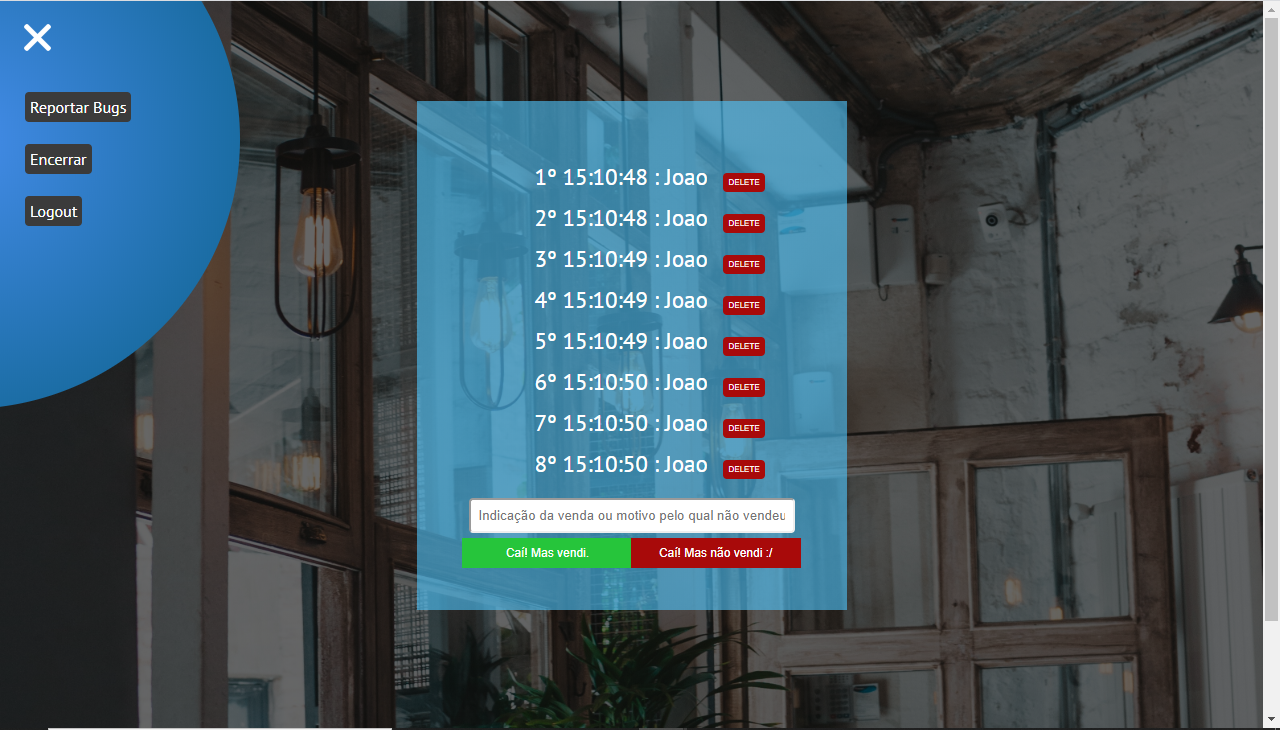 Reportar Bugs
Encerrar
Logout
1º 15:10:48 : Joao DELETE
2º 15:10:48 : Joao DELETE
3º 15:10:49 : Joao DELETE
4º 15:10:49 : Joao DELETE
5º 15:10:49 : Joao DELETE
6º 15:10:50 : Joao DELETE
7º 15:10:50 : Joao DELETE
8º 15:10:50 : Joao DELETE
Indicação da venda ou motivo pelo qual não vendeu
Caí! Mas vendi. Caí! Mas não vendi :/